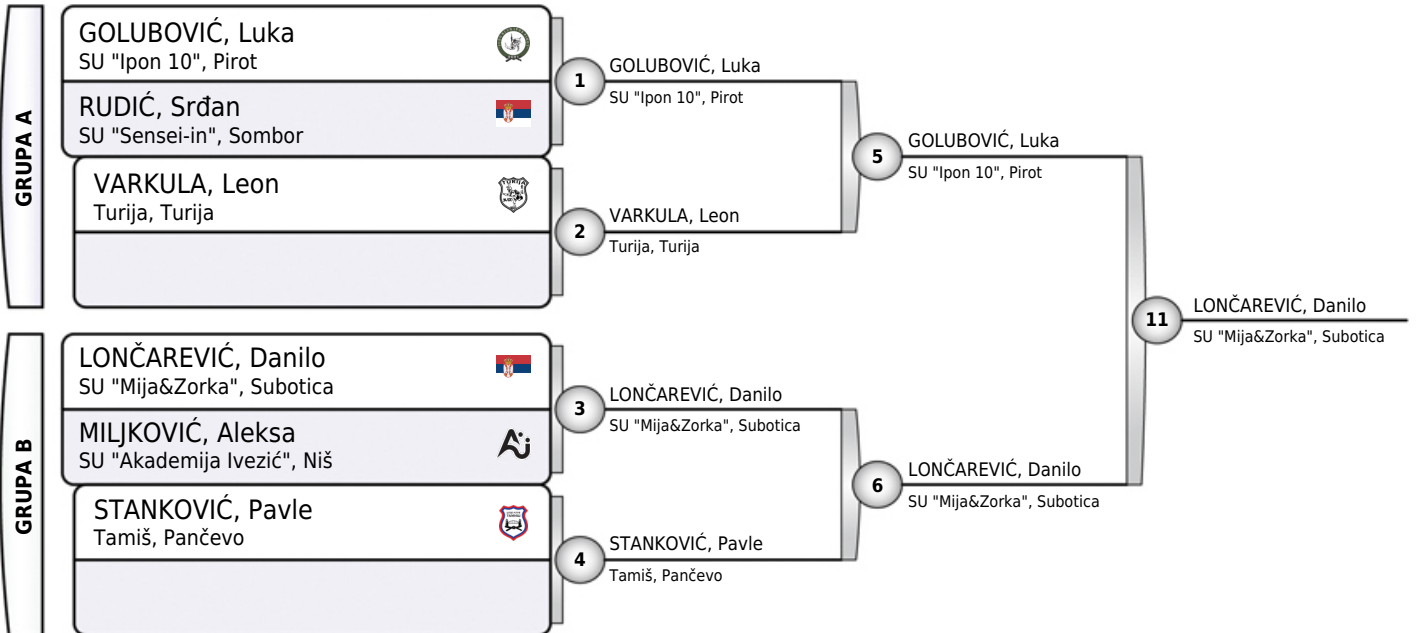 GRUPA A
GOLUBOVIĆ, Luka
SU "Ipon 10", Pirot
RUDIĆ, Srđan
SU "Sensei-in", Sombor
VARKULA, Leon
Turija, Turija
1
GOLUBOVIĆ, Luka
SU "Ipon 10", Pirot
2
VARKULA, Leon
Turija, Turija
5
GOLUBOVIĆ, Luka
SU "Ipon 10", Pirot
GRUPA B
LONČAREVIĆ, Danilo
SU "Mija&Zorka", Subotica
MILJKOVIĆ, Aleksa
SU "Akademija Ivezić", Niš
STANKOVIĆ, Pavle
Tamiš, Pančevo
3
LONČAREVIĆ, Danilo
SU "Mija&Zorka", Subotica
4
STANKOVIĆ, Pavle
Tamiš, Pančevo
6
LONČAREVIĆ, Danilo
SU "Mija&Zorka", Subotica
11
LONČAREVIĆ, Danilo
SU "Mija&Zorka", Subotica